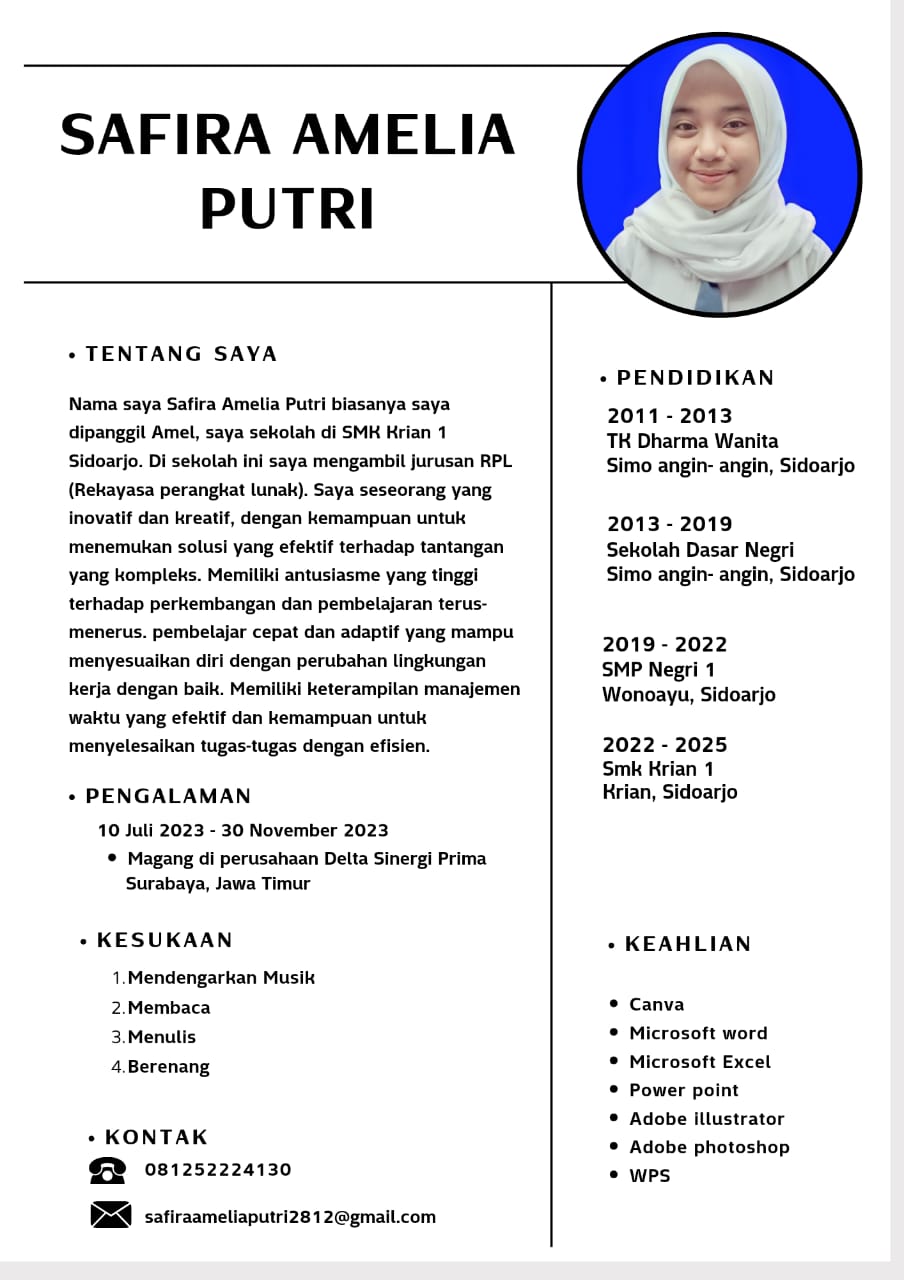 SAFIRA AMELIA
PUTRI
• TENTANG SAYA
Nama saya Safira Amelia Putri biasanya saya
dipanggil Amel, saya sekolah di SMK Krian 1
Sidoarjo. Di sekolah ini saya mengambil jurusan RPL
(Rekayasa perangkat lunak). Saya seseorang yang
inovatif dan kreatif, dengan kemampuan untuk
menemukan solusi yang efektif terhadap tantangan
yang kompleks. Memiliki antusiasme yang tinggi
terhadap perkembangan dan pembelajaran terus-
menerus. pembelajar cepat dan adaptif yang mampu
menyesuaikan diri dengan perubahan lingkungan
kerja dengan baik. Memiliki keterampilan manajemen
waktu yang efektif dan kemampuan untuk
menyelesaikan tugas-tugas dengan efisien.
• PENGALAMAN
10 Juli 2023 - 30 November 2023
• Magang di perusahaan Delta Sinergi Prima
Surabaya, Jawa Timur
• KESUKAAN
1. Mendengarkan Musik
2. Membaca
3. Menulis
4. Berenang
• KONTAK
081252224130
safiraameliaputri2812@gmail.com
• PENDIDIKAN
2011 - 2013
TK Dharma Wanita
Simo angin- angin, Sidoarjo
2013 - 2019
Sekolah Dasar Negri
Simo angin- angin, Sidoarjo
2019 - 2022
SMP Negri 1
Wonoayu, Sidoarjo
2022 - 2025
Smk Krian 1
Krian, Sidoarjo
• KEAHLIAN
• Canva
• Microsoft word
• Microsoft Excel
• Power point
• Adobe illustrator
• Adobe photoshop
• WPS